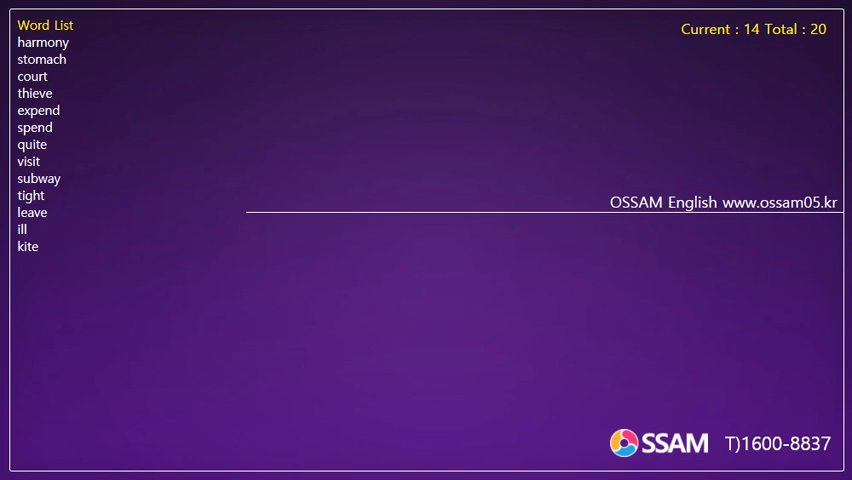 Word List
harmony
stomach
court
thieve
expend
spend
quite
visit
subway
tight
leave
ill
kite
Current : 14 Total : 20
OSSAM English www.ossam05.kr
OSSAM T)1600-8837